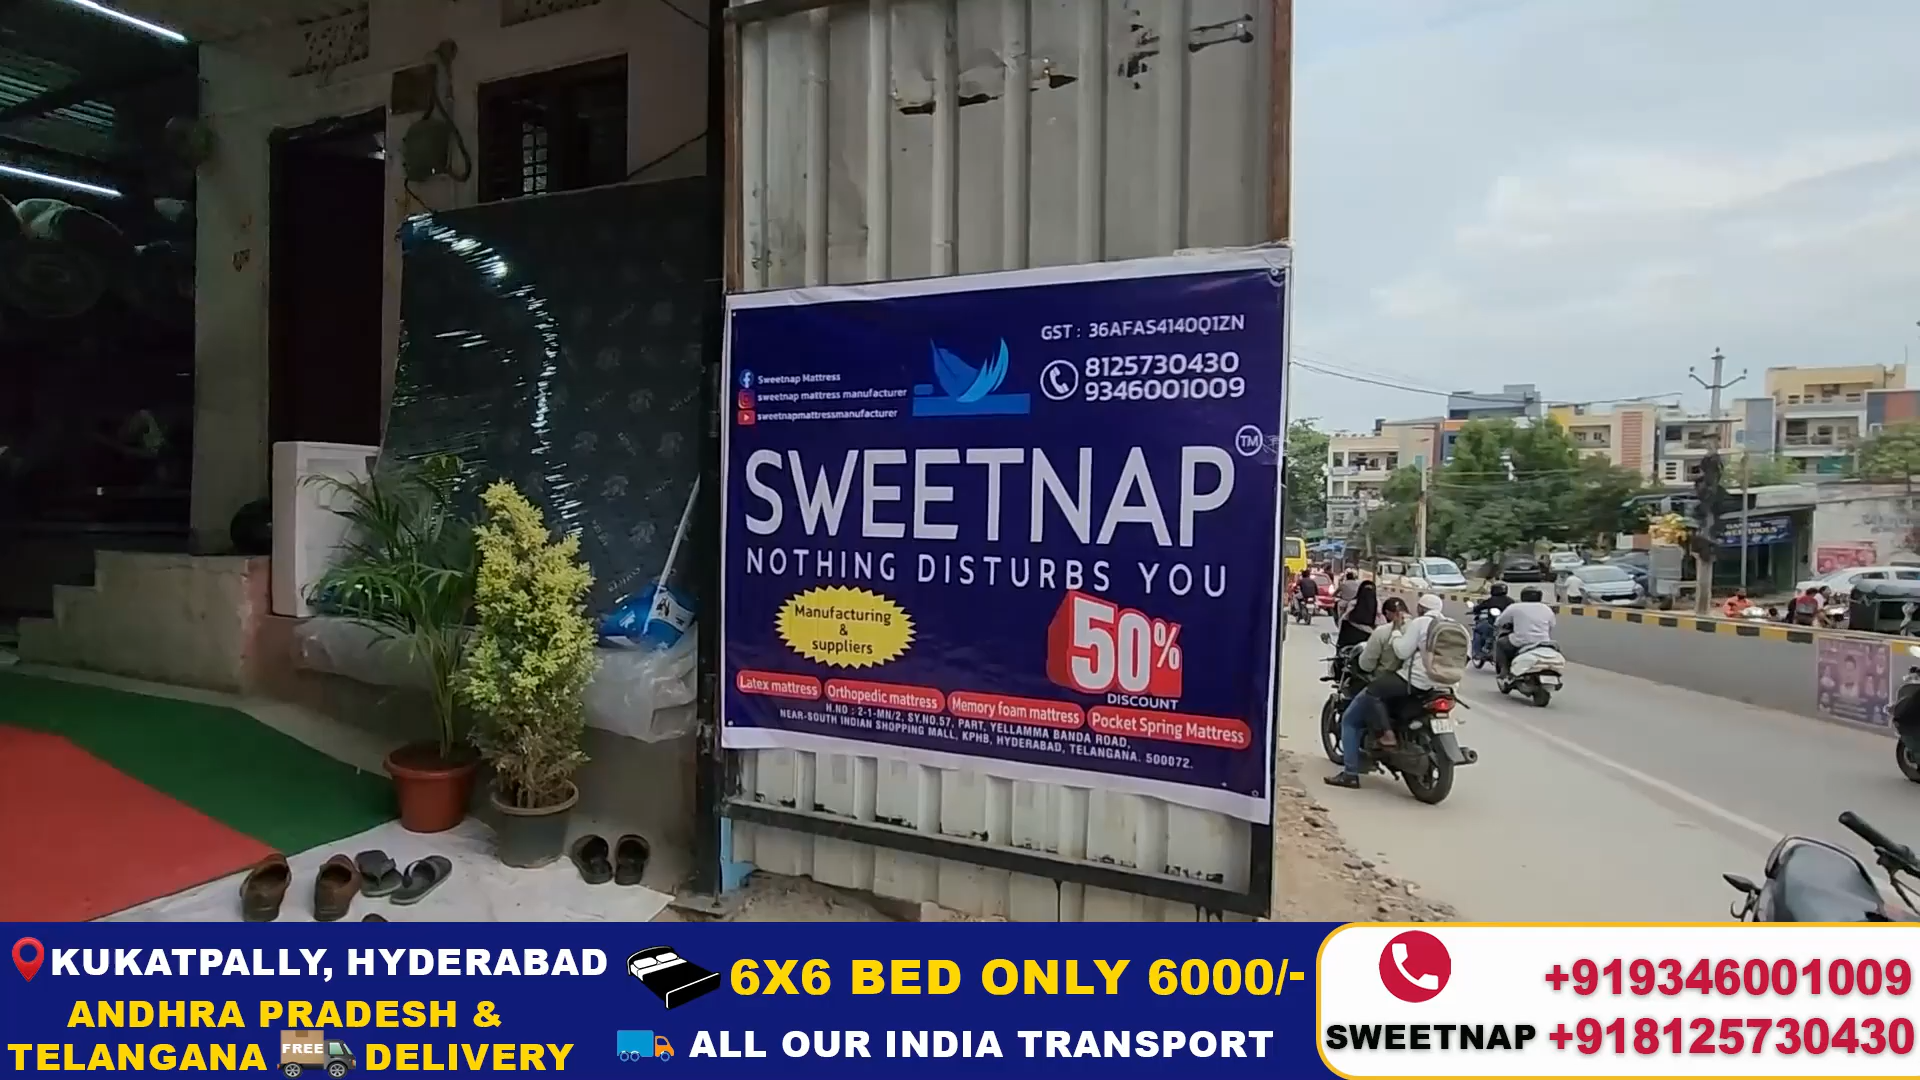 GST : 36AFAS4140Q1ZN
8125730430
9346001009
Sweetnap Mattress
sweetnap mattress manufacturer
sweetnapmattressmanufacturer
SWEETNAP TM
NOTHING DISTURBS YOU
Manufacturing
&
suppliers
50%
DISCOUNT
Latex mattress Orthopedic mattress Memory foam mattress Pocket Spring Mattress
H.NO : 2-1-MN/2, SY.NO.57, PART, YELLAMMA BANDA ROAD,
NEAR-SOUTH INDIAN SHOPPING MALL, KPHB, HYDERABAD, TELANGANA. 500072.
KUKATPALLY, HYDERABAD
ANDHRA PRADESH &
TELANGANA FREE DELIVERY
6X6 BED ONLY 6000/-
ALL OUR INDIA TRANSPORT
SWEETNAP
+919346001009
+918125730430